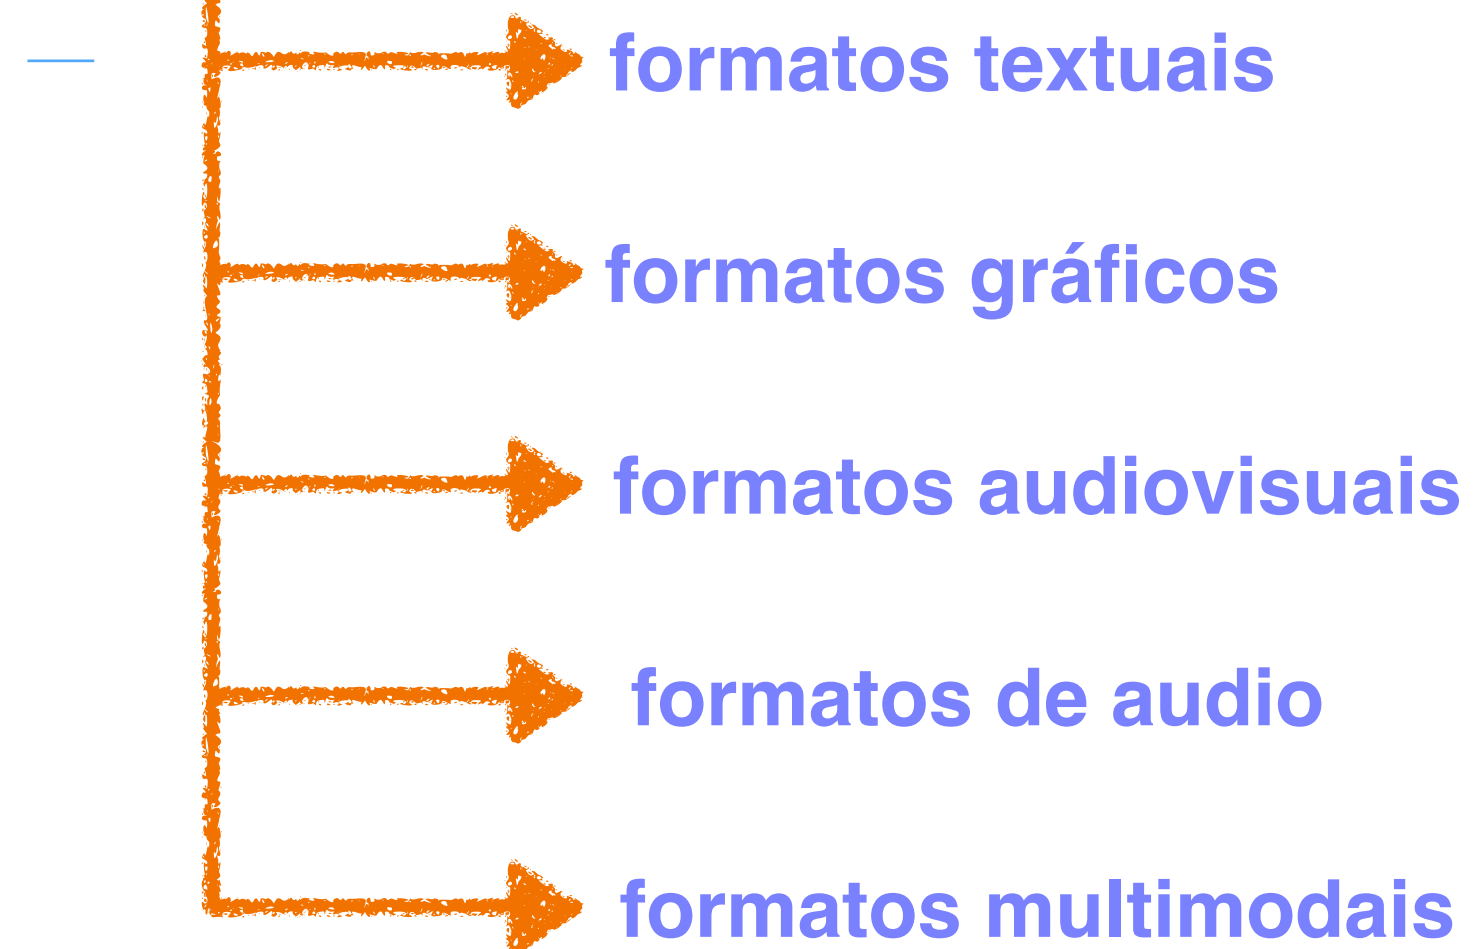 formatos textuais
formatos gráficos
formatos audiovisuais
formatos de audio
formatos multimodais